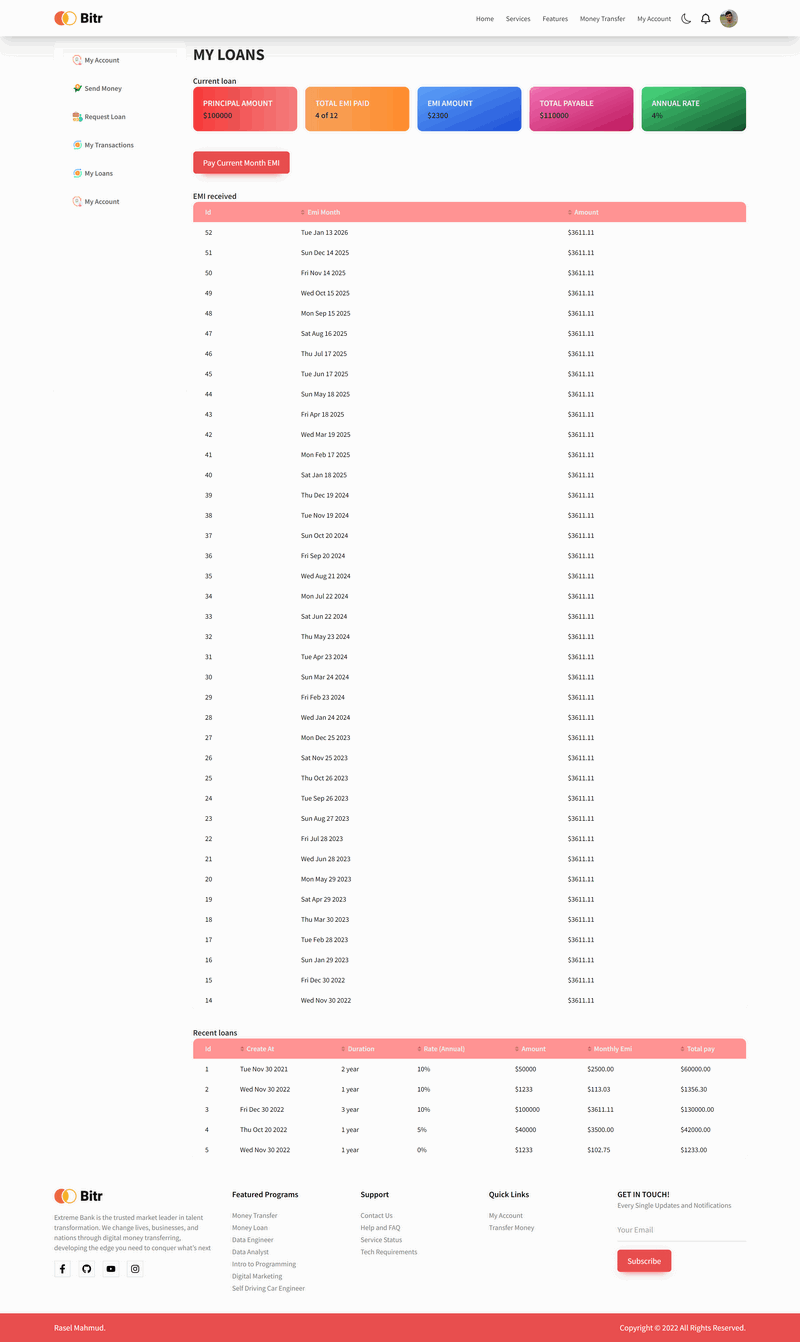 Bitr
Home Services Features Money Transfer My Account
My Account
Send Money
Request Loan
My Transactions
My Loans
My Account
MY LOANS
Current loan
PRINCIPAL AMOUNT
$100000
TOTAL EMI PAID
4 of 12
EMI AMOUNT
$2300
TOTAL PAYABLE
$110000
ANNUAL RATE
4%
Pay Current Month EMI
EMI received
Id Emi Month Amount
52 Tue Jan 13 2026 $3611.11
51 Sun Dec 14 2025 $3611.11
50 Fri Nov 14 2025 $3611.11
49 Wed Oct 15 2025 $3611.11
48 Mon Sep 15 2025 $3611.11
47 Sat Aug 16 2025 $3611.11
46 Thu Jul 17 2025 $3611.11
45 Tue Jun 17 2025 $3611.11
44 Sun May 18 2025 $3611.11
43 Fri Apr 18 2025 $3611.11
42 Wed Mar 19 2025 $3611.11
41 Mon Feb 17 2025 $3611.11
40 Sat Jan 18 2025 $3611.11
39 Thu Dec 19 2024 $3611.11
38 Tue Nov 19 2024 $3611.11
37 Sun Oct 20 2024 $3611.11
36 Fri Sep 20 2024 $3611.11
35 Wed Aug 21 2024 $3611.11
34 Mon Jul 22 2024 $3611.11
33 Sat Jun 22 2024 $3611.11
32 Thu May 23 2024 $3611.11
31 Tue Apr 23 2024 $3611.11
30 Sun Mar 24 2024 $3611.11
29 Fri Feb 23 2024 $3611.11
28 Wed Jan 24 2024 $3611.11
27 Mon Dec 25 2023 $3611.11
26 Sat Nov 25 2023 $3611.11
25 Thu Oct 26 2023 $3611.11
24 Tue Sep 26 2023 $3611.11
23 Sun Aug 27 2023 $3611.11
22 Fri Jul 28 2023 $3611.11
21 Wed Jun 28 2023 $3611.11
20 Mon May 29 2023 $3611.11
19 Sat Apr 29 2023 $3611.11
18 Thu Mar 30 2023 $3611.11
17 Tue Feb 28 2023 $3611.11
16 Sun Jan 29 2023 $3611.11
15 Fri Dec 30 2022 $3611.11
14 Wed Nov 30 2022 $3611.11
Recent loans
Id Create At Duration Rate (Annual) Amount Monthly Emi Total pay
1 Tue Nov 30 2021 2 year 10% $50000 $2500.00 $60000.00
2 Wed Nov 30 2022 1 year 10% $1233 $113.03 $1356.30
3 Fri Dec 30 2022 3 year 10% $100000 $3611.11 $130000.00
4 Thu Oct 20 2022 1 year 5% $40000 $3500.00 $42000.00
5 Wed Nov 30 2022 1 year 0% $1233 $102.75 $1233.00
Bitr
Extreme Bank is the trusted market leader in talent
transformation. We change lives, businesses, and
nations through digital money transferring,
developing the edge you need to conquer what's next
Featured Programs
Money Transfer
Money Loan
Data Engineer
Data Analyst
Intro to Programming
Digital Marketing
Self Driving Car Engineer
Support
Contact Us
Help and FAQ
Service Status
Tech Requirements
Quick Links
My Account
Transfer Money
GET IN TOUCH!
Every Single Updates and Notifications
Your Email
Subscribe
Rasel Mahmud.
Copyright © 2022 All Rights Reserved.